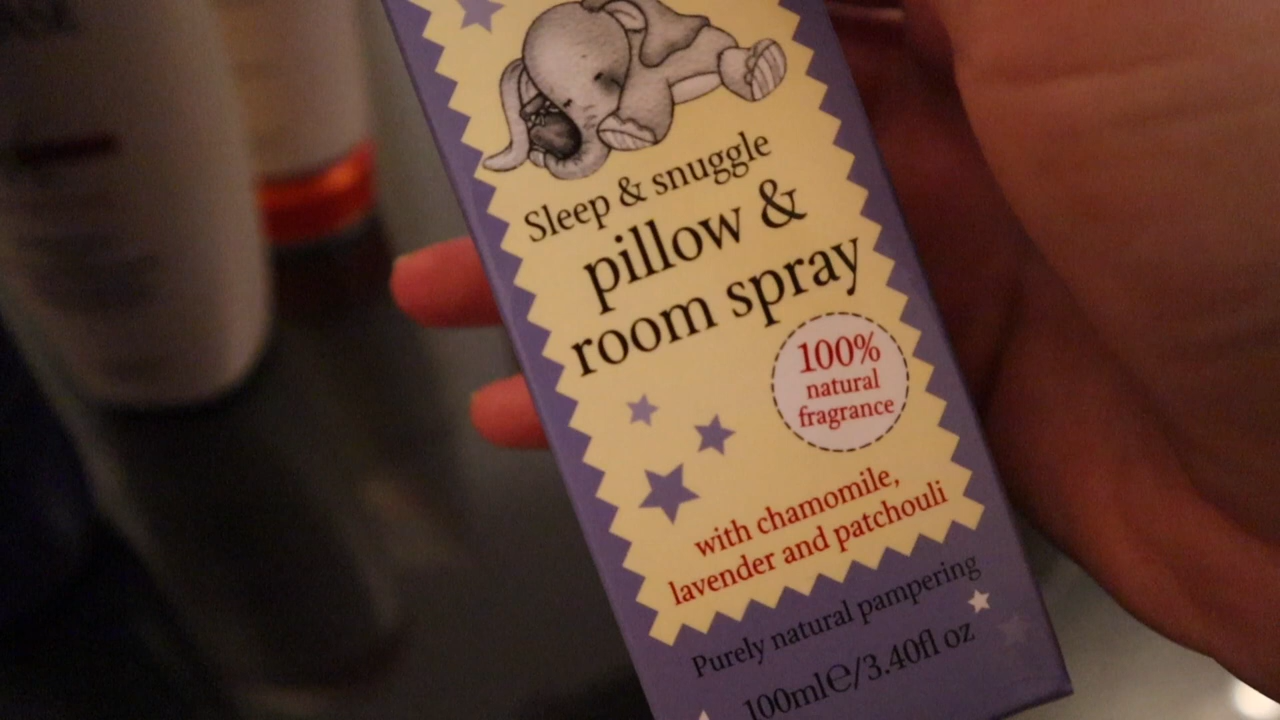 Sleep & snuggle
pillow &
room spray
100%
natural
fragrance
with chamomile,
lavender and patchouli
Purely natural pampering
100ml℮/3.40fl oz